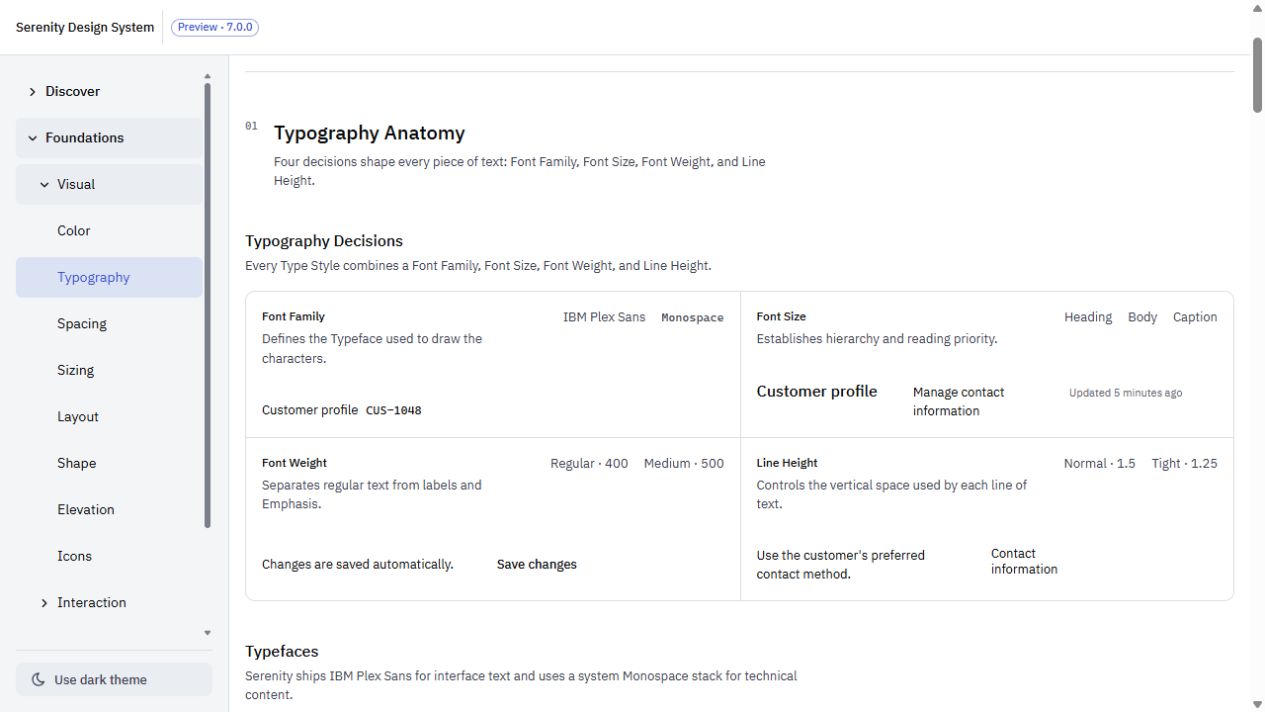 Serenity Design System
Preview · 7.0.0
Discover
Foundations
Visual
Color
Typography
Spacing
Sizing
Layout
Shape
Elevation
Icons
Interaction
Use dark theme
01
Typography Anatomy
Four decisions shape every piece of text: Font Family, Font Size, Font Weight, and Line
Height.
Typography Decisions
Every Type Style combines a Font Family, Font Size, Font Weight, and Line Height.
Font Family
IBM Plex Sans Monospace
Defines the Typeface used to draw the
characters.
Customer profile CUS-1048
Font Size
Heading Body Caption
Establishes hierarchy and reading priority.
Customer profile
Manage contact
information
Updated 5 minutes ago
Font Weight
Regular · 400 Medium · 500
Separates regular text from labels and
Emphasis.
Changes are saved automatically. Save changes
Line Height
Normal · 1.5 Tight · 1.25
Controls the vertical space used by each line of
text.
Use the customer's preferred
contact method.
Contact
information
Typefaces
Serenity ships IBM Plex Sans for interface text and uses a system Monospace stack for technical
content.